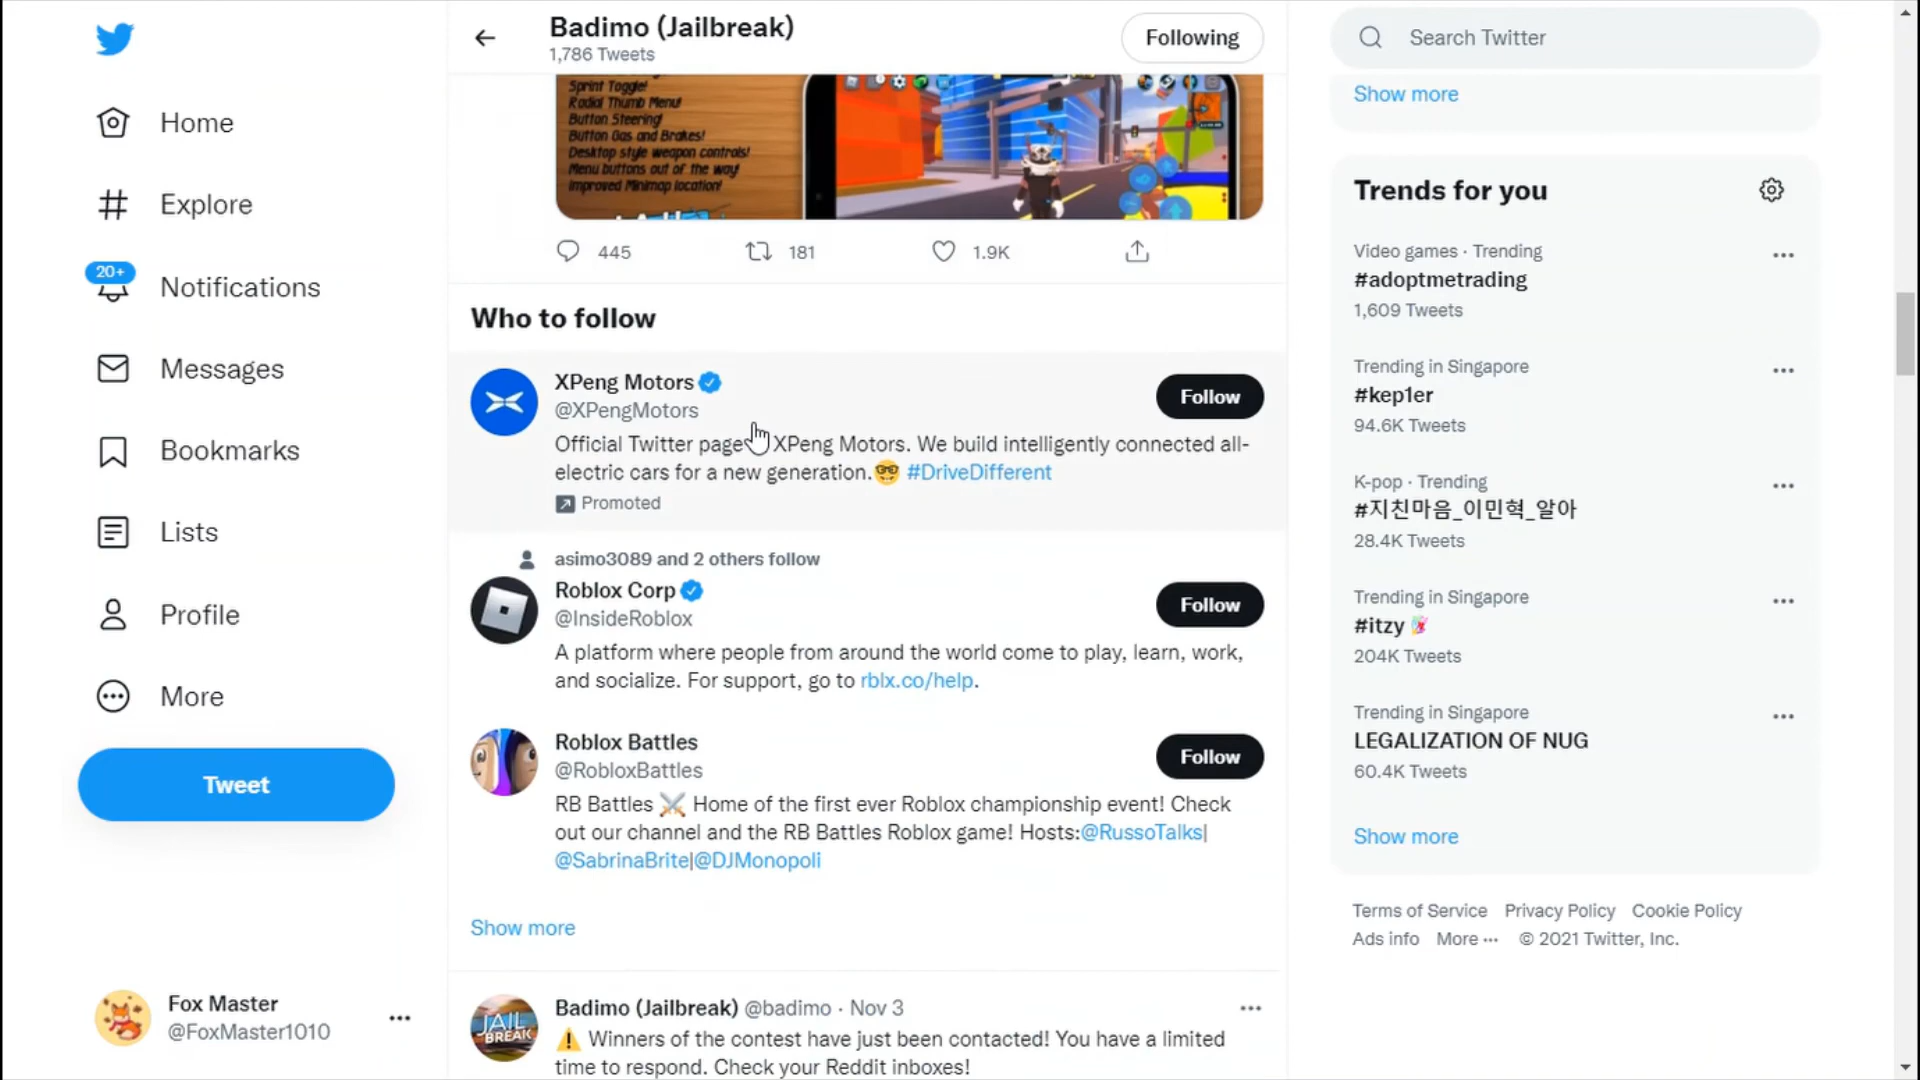 Home
Explore
20+
Notifications
Messages
Bookmarks
Lists
Profile
More
Tweet
Fox Master
@FoxMaster1010
Badimo (Jailbreak)
1,786 Tweets
Following
Sprint Toggle!
Radial Thumb Menu!
Button Steering!
Button Gas and Brakes!
Desktop style weapon controls!
Menu buttons out of the way!
Improved Minimap location!
445
181
1.9K
Who to follow
XPeng Motors
@XPengMotors
Follow
Official Twitter page XPeng Motors. We build intelligently connected all-
electric cars for a new generation.🤓 #DriveDifferent
Promoted
asimo3089 and 2 others follow
Roblox Corp
@InsideRoblox
Follow
A platform where people from around the world come to play, learn, work,
and socialize. For support, go to rblx.co/help.
Roblox Battles
@RobloxBattles
Follow
RB Battles ⚔️ Home of the first ever Roblox championship event! Check
out our channel and the RB Battles Roblox game! Hosts:@RussoTalks|
@SabrinaBrite|@DJMonopoli
Show more
JAIL
BREAK
Badimo (Jailbreak) @badimo · Nov 3
⚠️ Winners of the contest have just been contacted! You have a limited
time to respond. Check your Reddit inboxes!
Search Twitter
Show more
Trends for you
Video games · Trending
#adoptmetrading
1,609 Tweets
Trending in Singapore
#kep1er
94.6K Tweets
K-pop · Trending
#지친마음_이민혁_알아
28.4K Tweets
Trending in Singapore
#itzy
204K Tweets
Trending in Singapore
LEGALIZATION OF NUG
60.4K Tweets
Show more
Terms of Service Privacy Policy Cookie Policy
Ads info More ··· © 2021 Twitter, Inc.